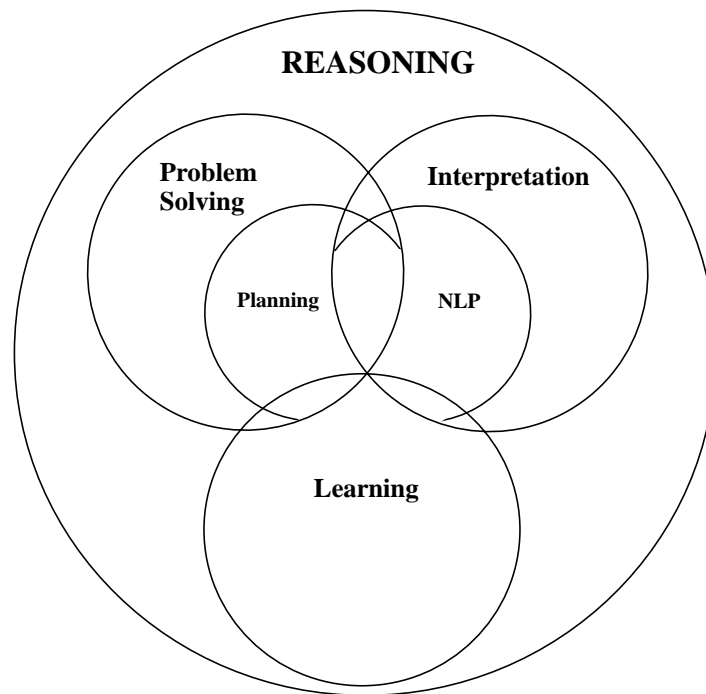 REASONING
Problem
Solving
Interpretation
Planning
NLP
Learning